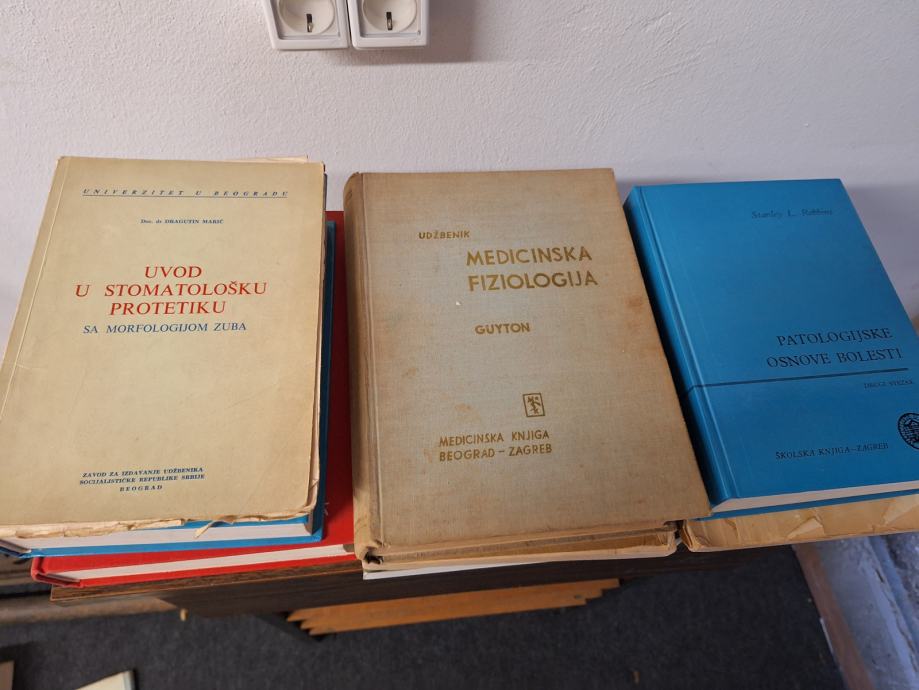 UNIVERZITET U BEOGRADU
Doc. dr DRAGUTIN MARIĆ
UVOD
U STOMATOLOŠKU
PROTETIKU
SA MORFOLOGIJOM ZUBA
ZAVOD ZA IZDAVANJE UDŽBENIKA
SOCIJALISTIČKE REPUBLIKE SRBIJE
BEOGRAD
UDŽBENIK
MEDICINSKA
FIZIOLOGIJA
GUYTON
MEDICINSKA KNJIGA
BEOGRAD – ZAGREB
Stanley L. Robbins
PATOLOGIJSKE
OSNOVE BOLESTI
DRUGI SVEZAK
ŠKOLSKA KNJIGA – ZAGREB